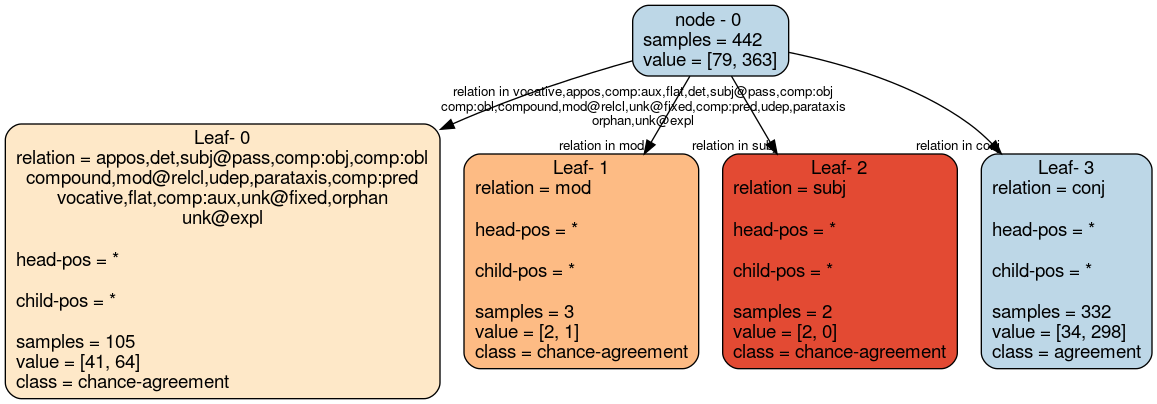 node - 0
samples = 442
value = [79, 363]
relation in vocative,appos,comp:aux,flat,det,subj@pass,comp:obj
comp:obl,compound,mod@relcl,unk@fixed,comp:pred,udep,parataxis
orphan,unk@expl
relation in mod
relation in subj
relation in conj
Leaf- 0
relation = appos,det,subj@pass,comp:obj,comp:obl
compound,mod@relcl,udep,parataxis,comp:pred
vocative,flat,comp:aux,unk@fixed,orphan
unk@expl
head-pos = *
child-pos = *
samples = 105
value = [41, 64]
class = chance-agreement
Leaf- 1
relation = mod
head-pos = *
child-pos = *
samples = 3
value = [2, 1]
class = chance-agreement
Leaf- 2
relation = subj
head-pos = *
child-pos = *
samples = 2
value = [2, 0]
class = chance-agreement
Leaf- 3
relation = conj
head-pos = *
child-pos = *
samples = 332
value = [34, 298]
class = agreement